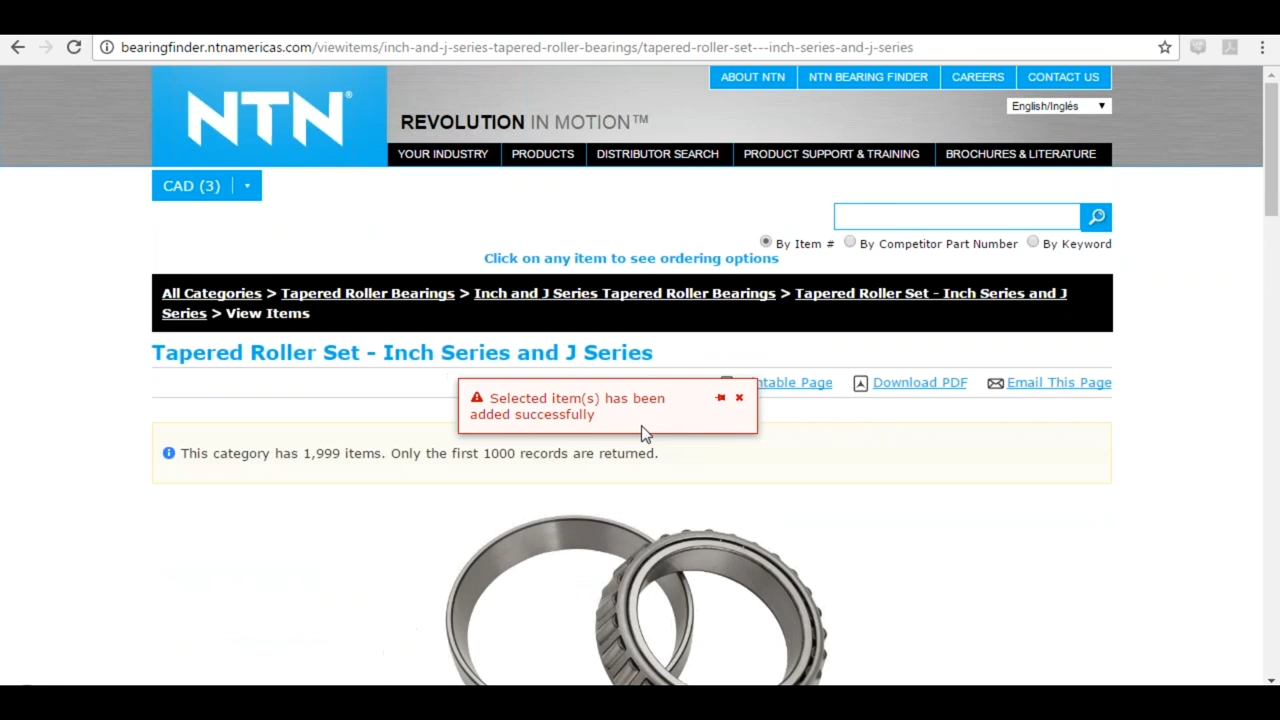 bearingfinder.ntnamericas.com/viewitems/inch-and-j-series-tapered-roller-bearings/tapered-roller-set---inch-series-and-j-series
ABOUT NTN
NTN BEARING FINDER
CAREERS
CONTACT US
NTN®
REVOLUTION IN MOTION™
English/Inglés
YOUR INDUSTRY
PRODUCTS
DISTRIBUTOR SEARCH
PRODUCT SUPPORT & TRAINING
BROCHURES & LITERATURE
CAD (3)
By Item #
By Competitor Part Number
By Keyword
Click on any item to see ordering options
All Categories > Tapered Roller Bearings > Inch and J Series Tapered Roller Bearings > Tapered Roller Set - Inch Series and J
Series > View Items
Tapered Roller Set - Inch Series and J Series
Page
Download PDF
Email This Page
Selected item(s) has been
added successfully
This category has 1,999 items. Only the first 1000 records are returned.